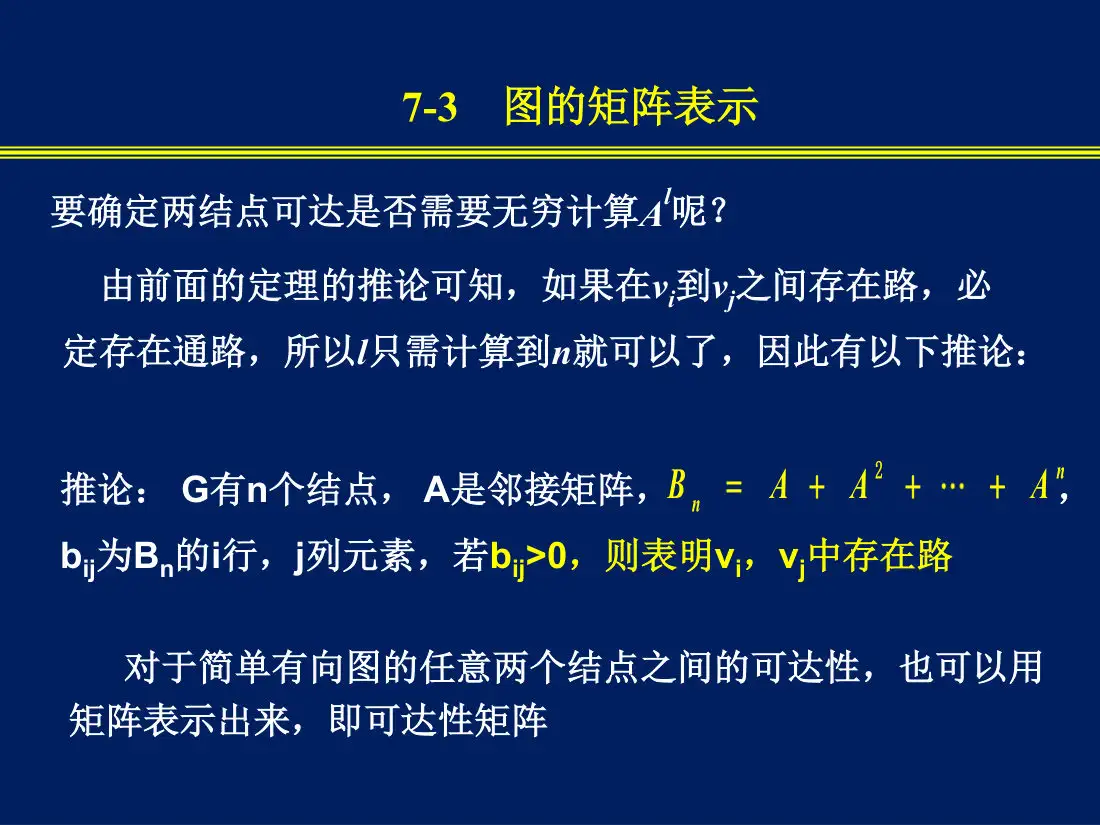 7-3 图的矩阵表示
要确定两结点可达是否需要无穷计算Aˡ呢？
由前面的定理的推论可知，如果在vᵢ到vⱼ之间存在路，必
定存在通路，所以l只需计算到n就可以了，因此有以下推论：
推论： G有n个结点， A是邻接矩阵，Bₙ = A + A² + ⋯ + Aⁿ，
bᵢⱼ为Bₙ的i行，j列元素，若bᵢⱼ>0，则表明vᵢ，vⱼ中存在路
对于简单有向图的任意两个结点之间的可达性，也可以用
矩阵表示出来，即可达性矩阵